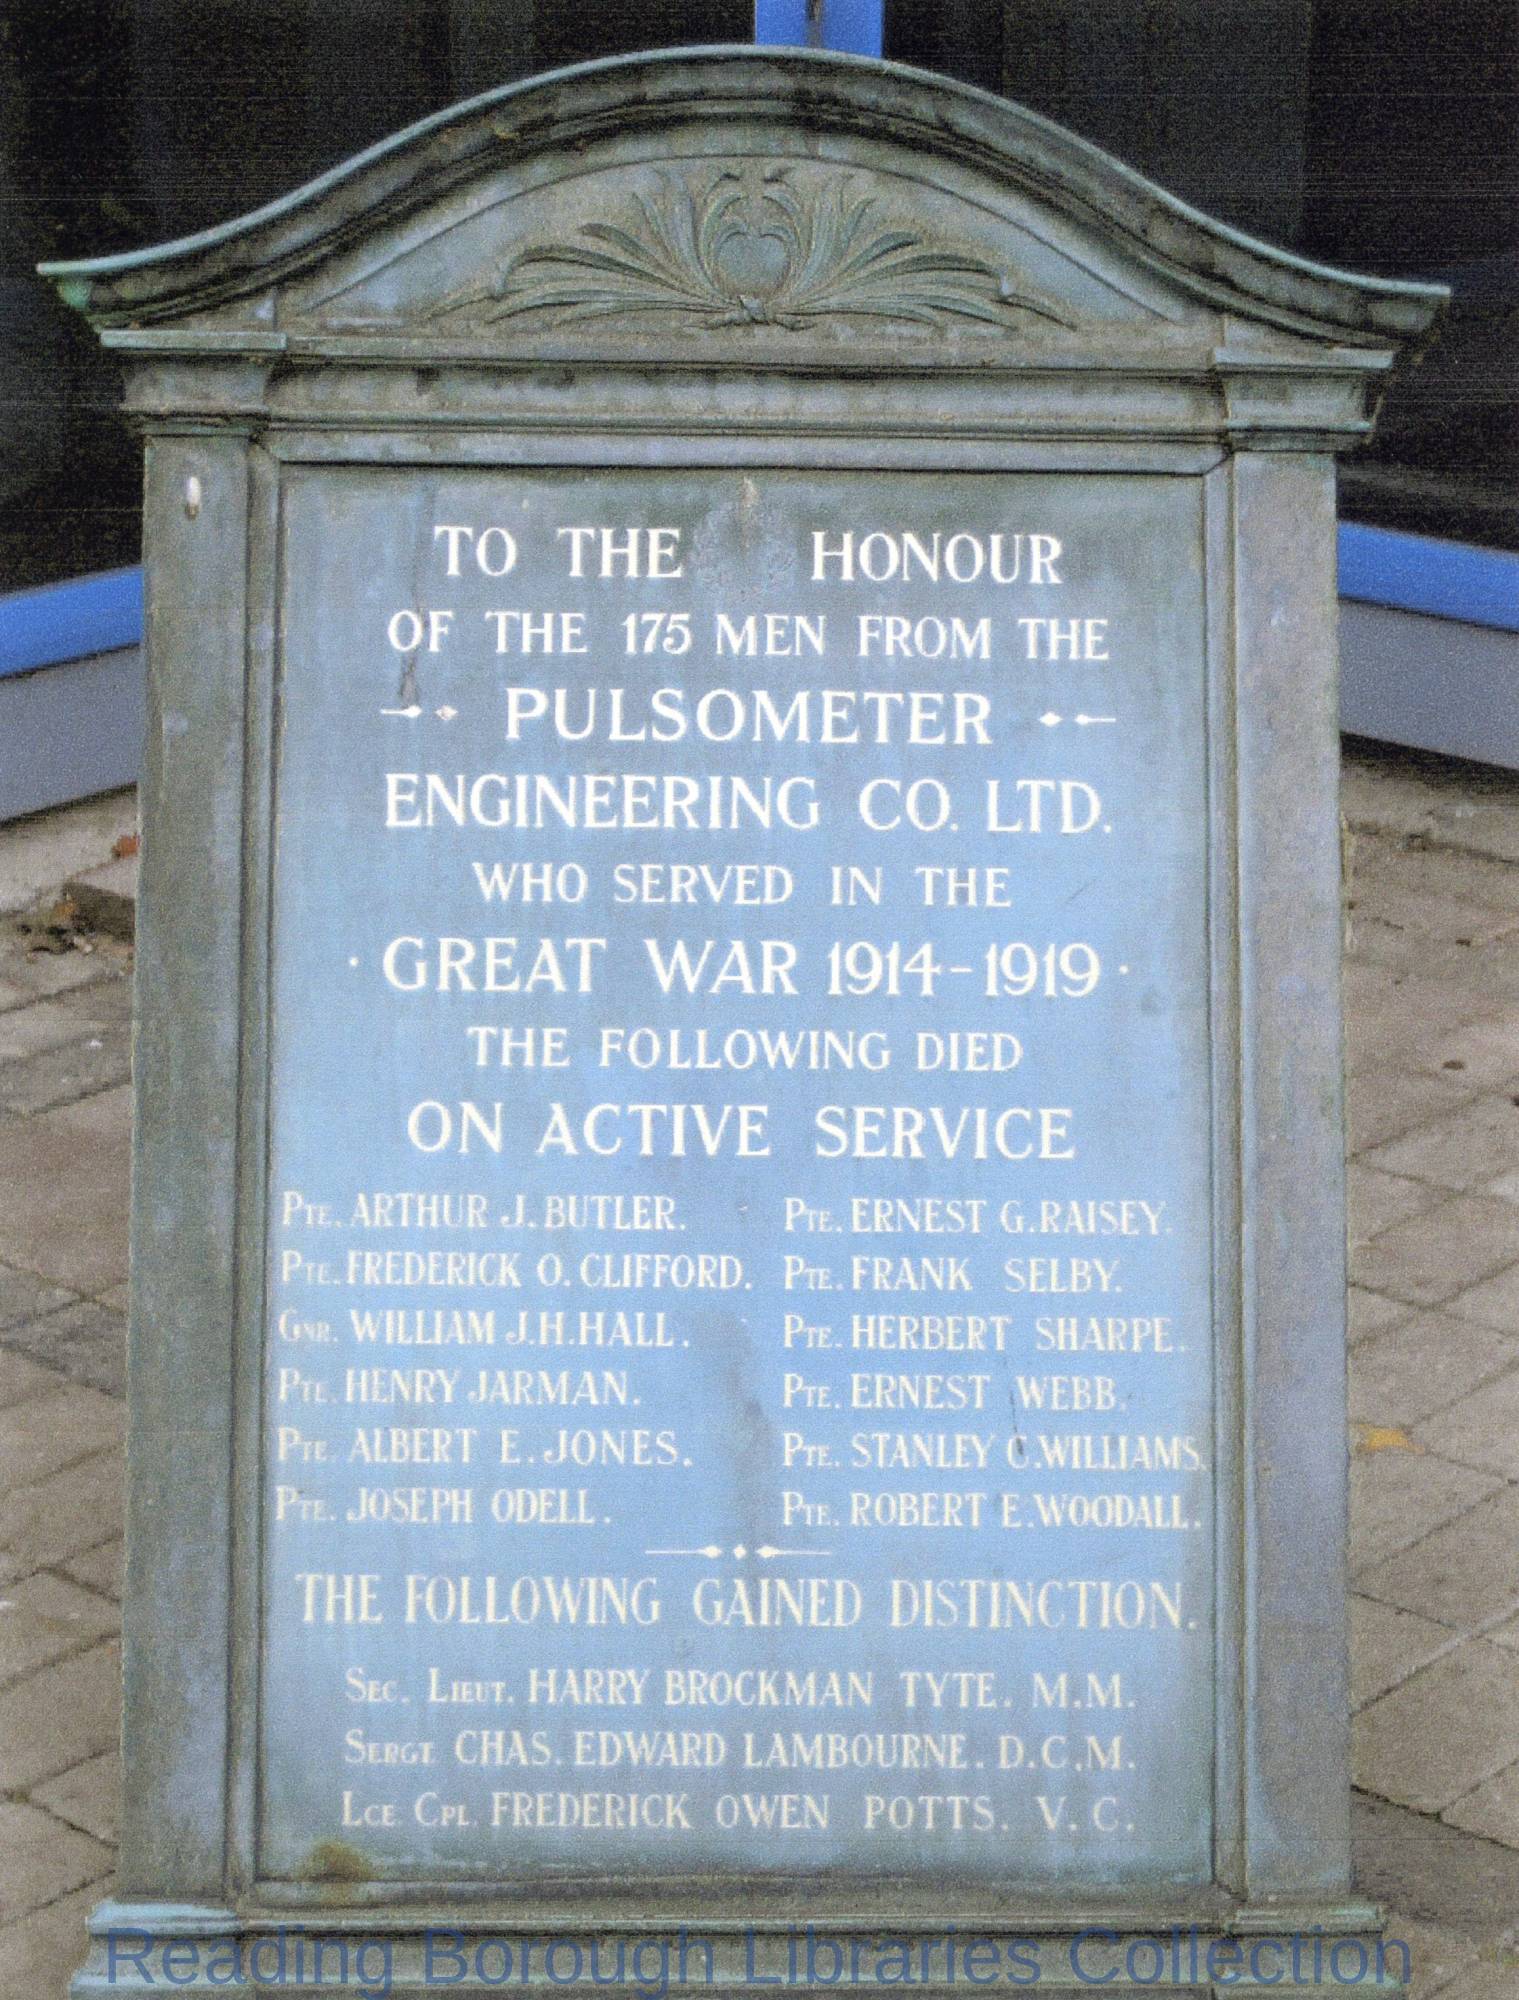 TO THE HONOUR
OF THE 175 MEN FROM THE
PULSOMETER
ENGINEERING CO. LTD.
WHO SERVED IN THE
· GREAT WAR 1914-1919 ·
THE FOLLOWING DIED
ON ACTIVE SERVICE
PTE. ARTHUR J. BUTLER. PTE. ERNEST G. RAISEY.
PTE. FREDERICK O. CLIFFORD. PTE. FRANK SELBY.
GNR. WILLIAM J.H. HALL. PTE. HERBERT SHARPE.
PTE. HENRY JARMAN. PTE. ERNEST WEBB.
PTE. ALBERT E. JONES. PTE. STANLEY C. WILLIAMS.
PTE. JOSEPH ODELL. PTE. ROBERT E. WOODALL.
THE FOLLOWING GAINED DISTINCTION.
SEC. LIEUT. HARRY BROCKMAN TYTE. M.M.
SERGT. CHAS. EDWARD LAMBOURNE. D.C.M.
LCE. CPL. FREDERICK OWEN POTTS. V.C.
Reading Borough Libraries Collection